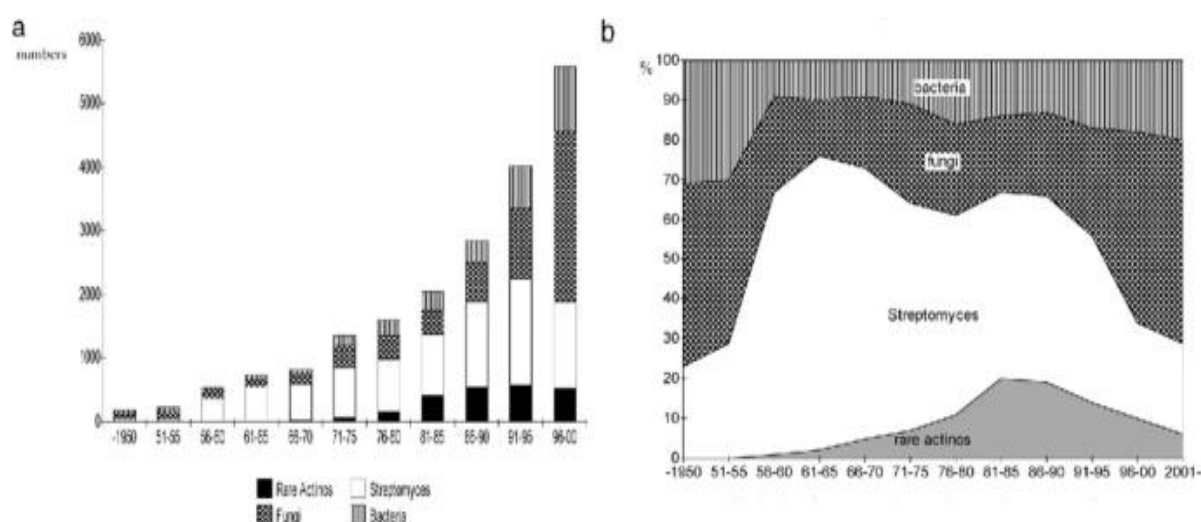 a
numbers
6000
5000
4000
3000
2000
1000
0
-1950 51-55 56-60 61-65 66-70 71-75 76-80 81-85 86-90 91-95 96-00
Rare Actinos Streptomyces
Fungi Bacteria
b
%
100
90
80
70
60
50
40
30
20
10
0
bacteria
fungi
Streptomyces
rare actinos
-1950 51-55 56-60 61-65 66-70 71-75 76-80 81-85 86-90 91-95 96-00 2001-